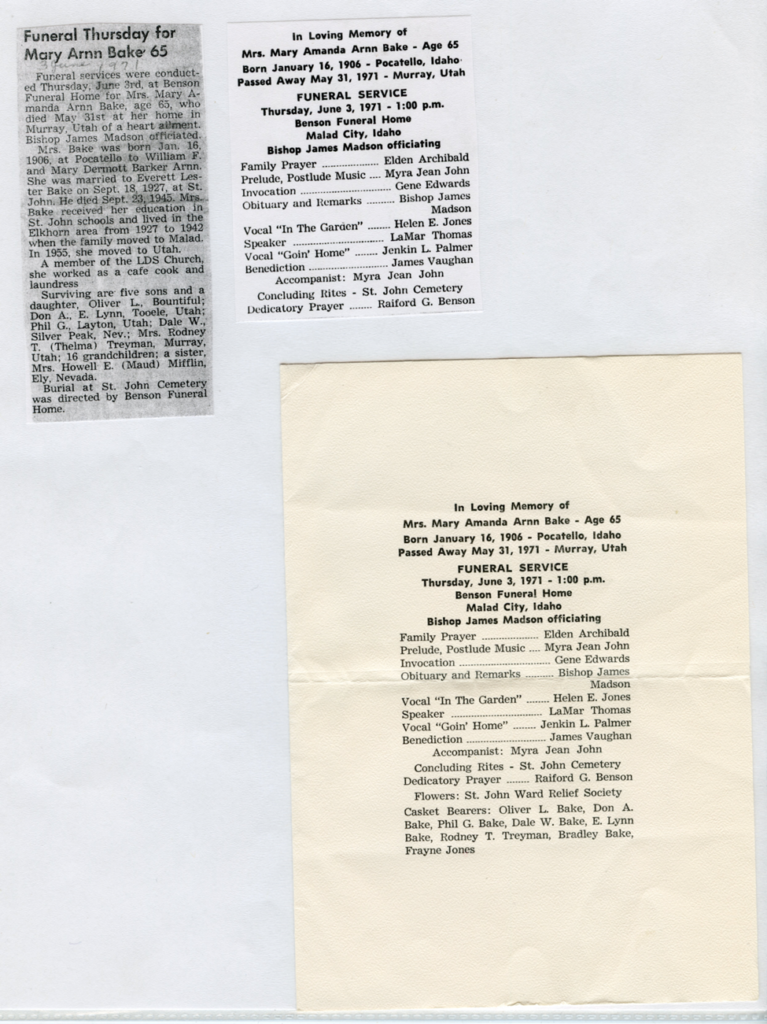 Funeral Thursday for
Mary Arnn Bake 65
3 June 1971
Funeral services were conduct-
ed Thursday, June 3rd, at Benson
Funeral Home for Mrs. Mary A-
manda Arnn Bake, age 65, who
died May 31st at her home in
Murray, Utah of a heart ailment.
Bishop James Madson officiated.
Mrs. Bake was born Jan. 16,
1906, at Pocatello to William F.
and Mary Dermott Barker Arnn.
She was married to Everett Les-
ter Bake on Sept. 18, 1927, at St.
John. He died Sept. 23, 1945. Mrs.
Bake received her education in
St. John schools and lived in the
Elkhorn area from 1927 to 1942
when the family moved to Malad.
In 1955, she moved to Utah.
A member of the LDS Church,
she worked as a cafe cook and
laundress
Surviving are five sons and a
daughter, Oliver L., Bountiful;
Don A., E. Lynn, Tooele, Utah;
Phil G., Layton, Utah; Dale W.,
Silver Peak, Nev.; Mrs. Rodney
T. (Thelma) Treyman, Murray,
Utah; 16 grandchildren; a sister,
Mrs. Howell E. (Maud) Mifflin,
Ely, Nevada.
Burial at St. John Cemetery
was directed by Benson Funeral
Home.
In Loving Memory of
Mrs. Mary Amanda Arnn Bake - Age 65
Born January 16, 1906 - Pocatello, Idaho
Passed Away May 31, 1971 - Murray, Utah
FUNERAL SERVICE
Thursday, June 3, 1971 - 1:00 p.m.
Benson Funeral Home
Malad City, Idaho
Bishop James Madson officiating
Family Prayer .................... Elden Archibald
Prelude, Postlude Music .... Myra Jean John
Invocation ................................ Gene Edwards
Obituary and Remarks .......... Bishop James
Madson
Vocal "In The Garden" ........ Helen E. Jones
Speaker ................................ LaMar Thomas
Vocal "Goin' Home" ........ Jenkin L. Palmer
Benediction ............................ James Vaughan
Accompanist: Myra Jean John
Concluding Rites - St. John Cemetery
Dedicatory Prayer ........ Raiford G. Benson
In Loving Memory of
Mrs. Mary Amanda Arnn Bake - Age 65
Born January 16, 1906 - Pocatello, Idaho
Passed Away May 31, 1971 - Murray, Utah
FUNERAL SERVICE
Thursday, June 3, 1971 - 1:00 p.m.
Benson Funeral Home
Malad City, Idaho
Bishop James Madson officiating
Family Prayer .................... Elden Archibald
Prelude, Postlude Music .... Myra Jean John
Invocation ................................ Gene Edwards
Obituary and Remarks .......... Bishop James
Madson
Vocal "In The Garden" ........ Helen E. Jones
Speaker ................................ LaMar Thomas
Vocal "Goin' Home" ........ Jenkin L. Palmer
Benediction ............................ James Vaughan
Accompanist: Myra Jean John
Concluding Rites - St. John Cemetery
Dedicatory Prayer ........ Raiford G. Benson
Flowers: St. John Ward Relief Society
Casket Bearers: Oliver L. Bake, Don A.
Bake, Phil G. Bake, Dale W. Bake, E. Lynn
Bake, Rodney T. Treyman, Bradley Bake,
Frayne Jones